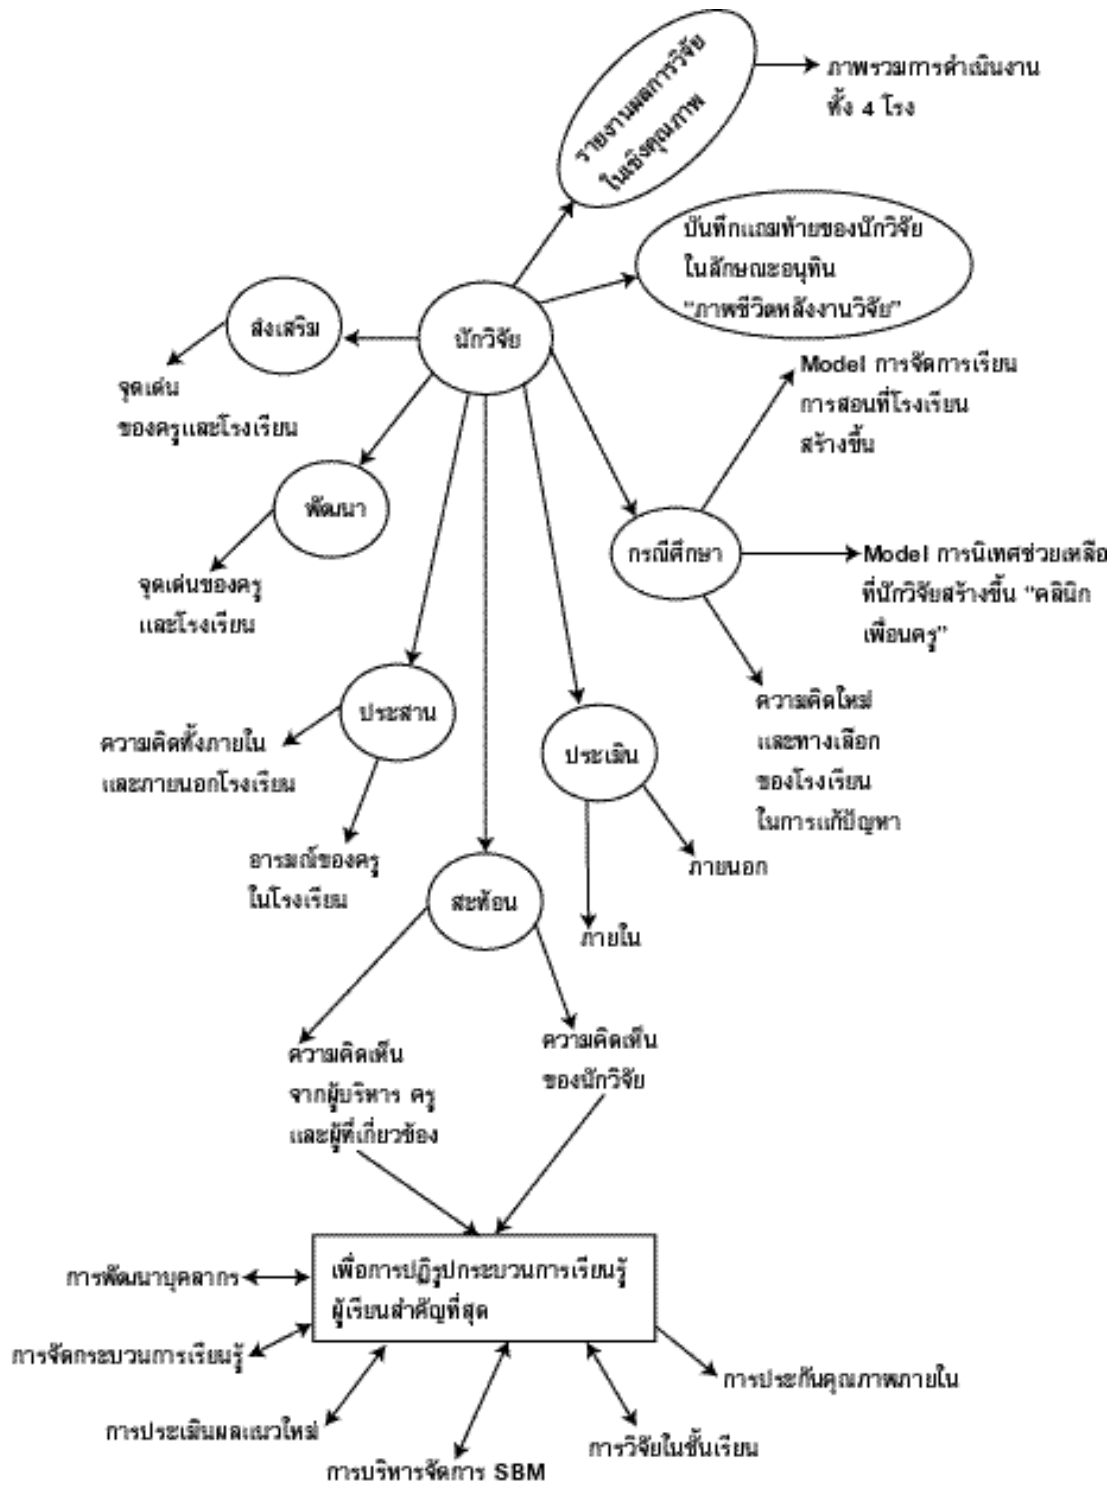 รายงานผลการวิจัย
ในเชิงคุณภาพ
ภาพรวมการดำเนินงาน
ทั้ง 4 โรง
บันทึกแถมท้ายของนักวิจัย
ในลักษณะอนุทิน
“ภาพชีวิตหลังงานวิจัย”
ส่งเสริม
นักวิจัย
จุดเด่น
ของครูและโรงเรียน
Model การจัดการเรียน
การสอนที่โรงเรียน
สร้างขึ้น
พัฒนา
กรณีศึกษา
จุดเด่นของครู
และโรงเรียน
Model การนิเทศช่วยเหลือ
ที่นักวิจัยสร้างขึ้น “คลินิก
เพื่อนครู”
ประสาน
ความคิดทั้งภายใน
และภายนอกโรงเรียน
ประเมิน
ความคิดใหม่
และทางเลือก
ของโรงเรียน
ในการแก้ปัญหา
อารมณ์ของครู
ในโรงเรียน
สะท้อน
ภายนอก
ภายใน
ความคิดเห็น
จากผู้บริหาร ครู
และผู้ที่เกี่ยวข้อง
ความคิดเห็น
ของนักวิจัย
เพื่อการปฏิรูปกระบวนการเรียนรู้
ผู้เรียนสำคัญที่สุด
การพัฒนาบุคลากร
การจัดกระบวนการเรียนรู้
การประเมินผลแนวใหม่
การบริหารจัดการ SBM
การวิจัยในชั้นเรียน
การประกันคุณภาพภายใน